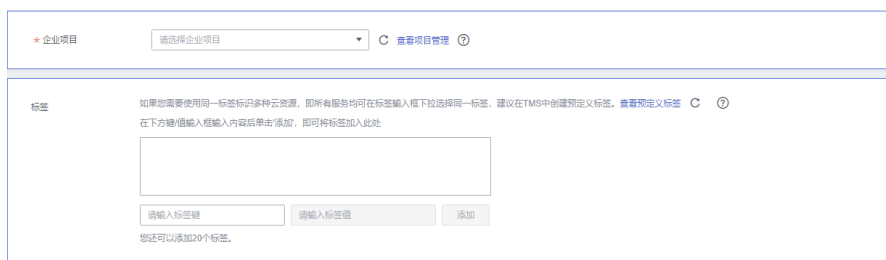 * 企业项目 请选择企业项目 查看项目管理 ?
标签 如果您需要使用同一标签标识多种云资源，即所有服务均可在标签输入框下拉选择同一标签，建议在TMS中创建预定义标签。查看预定义标签 ?
在下方键/值输入框输入内容后单击'添加'，即可将标签加入此处
请输入标签键 请输入标签值 添加
您还可以添加20个标签。